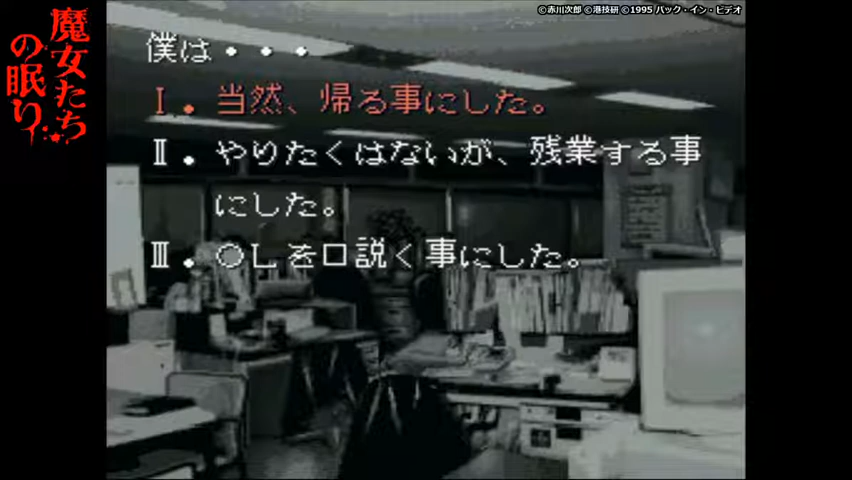 ©赤川次郎 ©港技研 ©1995 パック・イン・ビデオ
魔女たち
の眠り
僕は・・・
Ⅰ．当然、帰る事にした。
Ⅱ．やりたくはないが、残業する事
にした。
Ⅲ．○Lを口説く事にした。